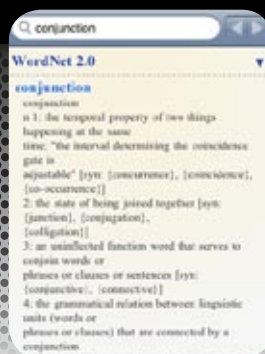 conjunction
WordNet 2.0
conjunction
conjunction
n 1: the temporal property of two things
happening at the same
time; "the interval determining the coincidence
gate is
adjustable" [syn: {concurrence}, {coincidence},
{co-occurrence}]
2: the state of being joined together [syn:
{junction}, {conjugation},
{colligation}]
3: an uninflected function word that serves to
conjoin words or
phrases or clauses or sentences [syn:
{conjunctive}, {connective}]
4: the grammatical relation between linguistic
units (words or
phrases or clauses) that are connected by a
conjunction